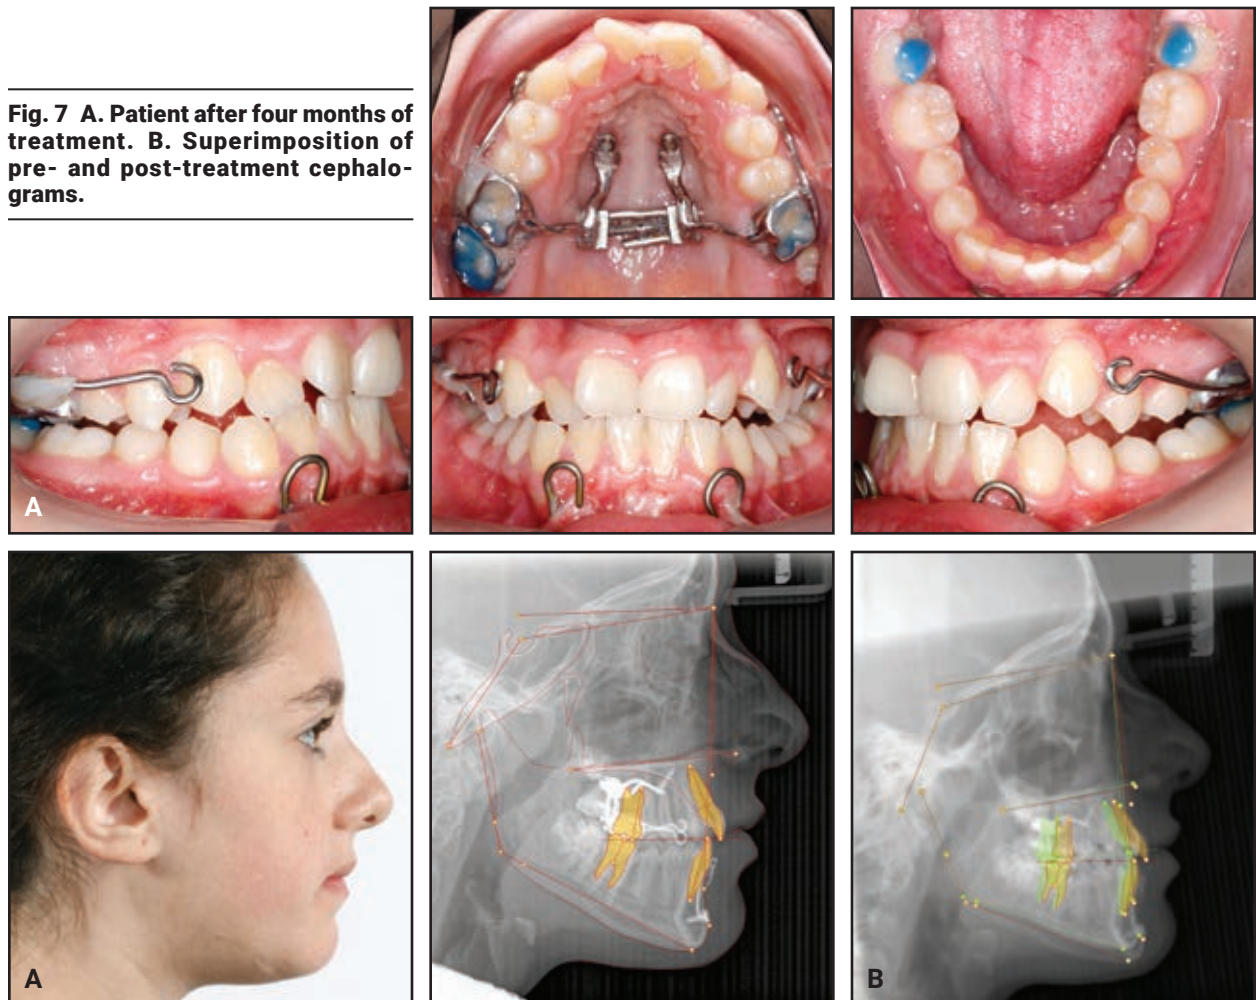 Fig. 7 A. Patient after four months of
treatment. B. Superimposition of
pre- and post-treatment cephalo-
grams.
A
A
B